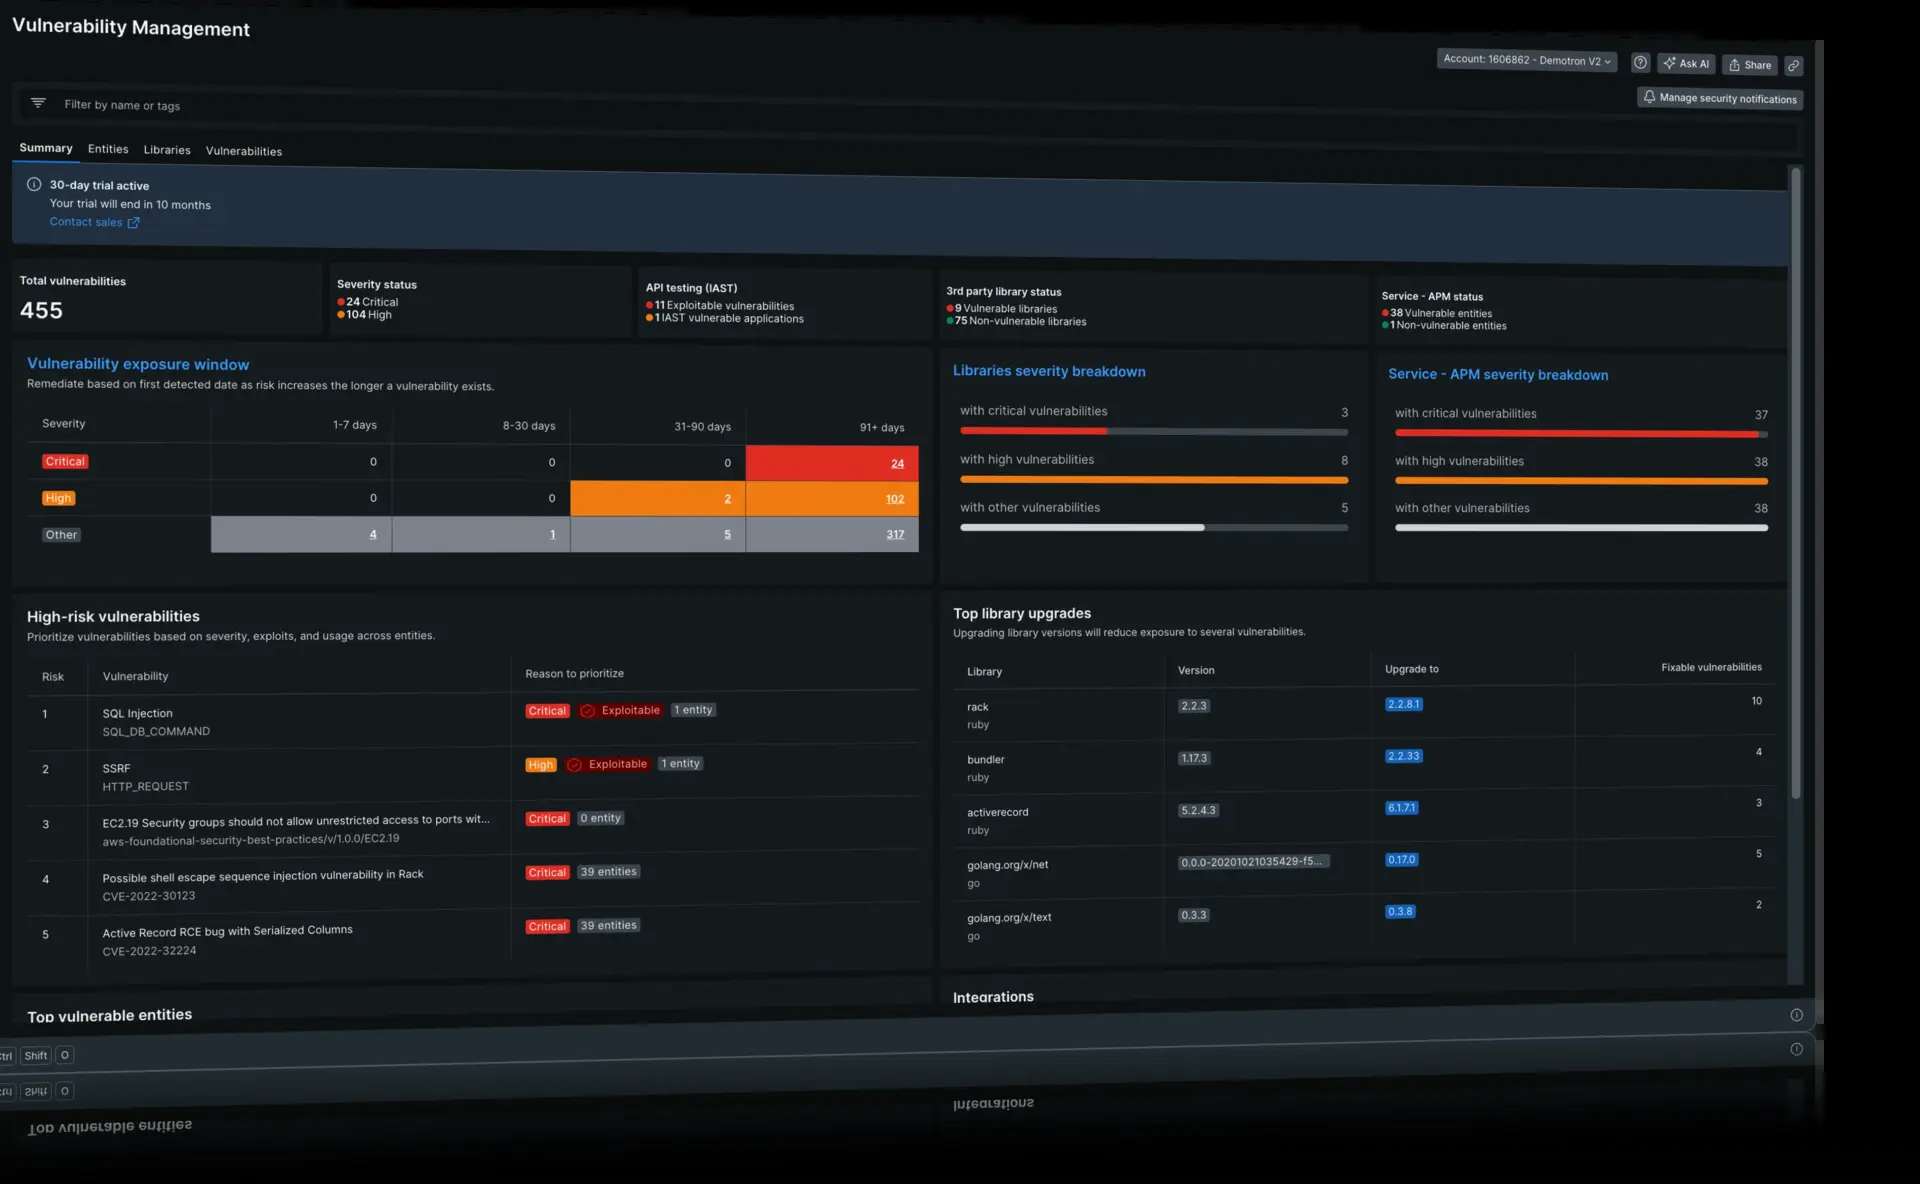 Vulnerability Management
Account: 1606862 - Demotron V2
Ask AI
Share
Manage security notifications
Filter by name or tags
Summary
Entities
Libraries
Vulnerabilities
30-day trial active
Your trial will end in 10 months
Contact sales
Total vulnerabilities
455
Severity status
24 Critical
104 High
API testing (IAST)
11 Exploitable vulnerabilities
1 IAST vulnerable applications
3rd party library status
9 Vulnerable libraries
75 Non-vulnerable libraries
Service - APM status
38 Vulnerable entities
1 Non-vulnerable entities
Vulnerability exposure window
Remediate based on first detected date as risk increases the longer a vulnerability exists.
Severity 1-7 days 8-30 days 31-90 days 91+ days
Critical 0 0 0 24
High 0 0 2 102
Other 4 1 5 317
Libraries severity breakdown
with critical vulnerabilities 3
with high vulnerabilities 8
with other vulnerabilities 5
Service - APM severity breakdown
with critical vulnerabilities 37
with high vulnerabilities 38
with other vulnerabilities 38
High-risk vulnerabilities
Prioritize vulnerabilities based on severity, exploits, and usage across entities.
Risk Vulnerability Reason to prioritize
1 SQL Injection Critical Exploitable 1 entity
SQL_DB_COMMAND
2 SSRF High Exploitable 1 entity
HTTP_REQUEST
3 EC2.19 Security groups should not allow unrestricted access to ports wit... Critical 0 entity
aws-foundational-security-best-practices/v/1.0.0/EC2.19
4 Possible shell escape sequence injection vulnerability in Rack Critical 39 entities
CVE-2022-30123
5 Active Record RCE bug with Serialized Columns Critical 39 entities
CVE-2022-32224
Top library upgrades
Upgrading library versions will reduce exposure to several vulnerabilities.
Library Version Upgrade to Fixable vulnerabilities
rack 2.2.3 2.2.8.1 10
ruby
bundler 1.17.3 2.2.33 4
ruby
activerecord 5.2.4.3 6.1.7.1 3
ruby
golang.org/x/net 0.0.0-20201021035429-f5... 0.17.0 5
go
golang.org/x/text 0.3.3 0.3.8 2
go
Top vulnerable entities
Integrations
Shift O
Shift O
Integrations
Top vulnerable entities